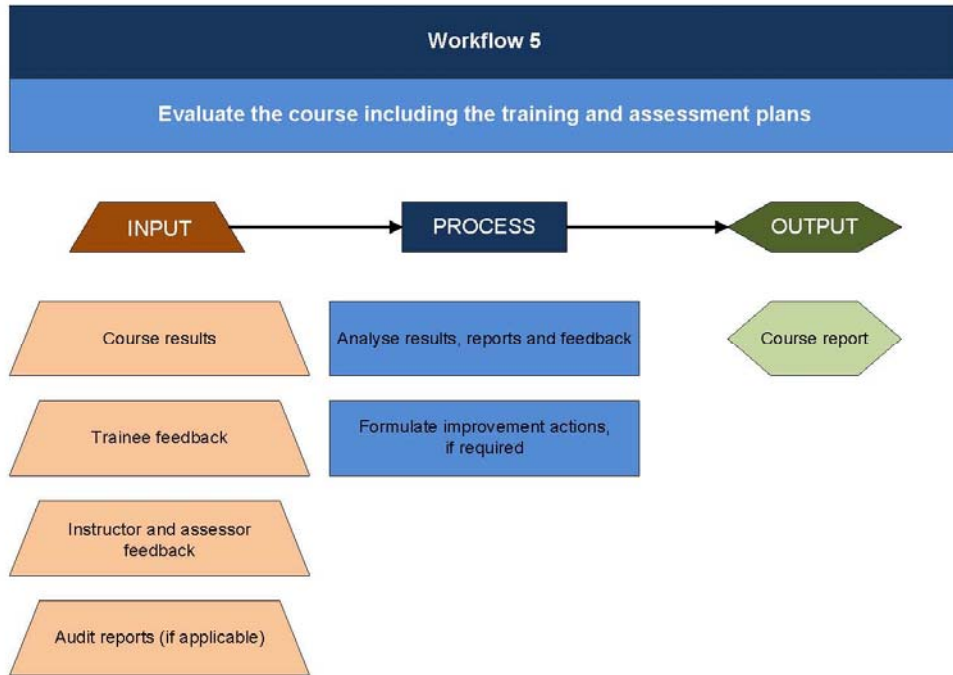 Workflow 5
Evaluate the course including the training and assessment plans
INPUT
PROCESS
OUTPUT
Course results
Analyse results, reports and feedback
Course report
Trainee feedback
Formulate improvement actions,
if required
Instructor and assessor
feedback
Audit reports (if applicable)